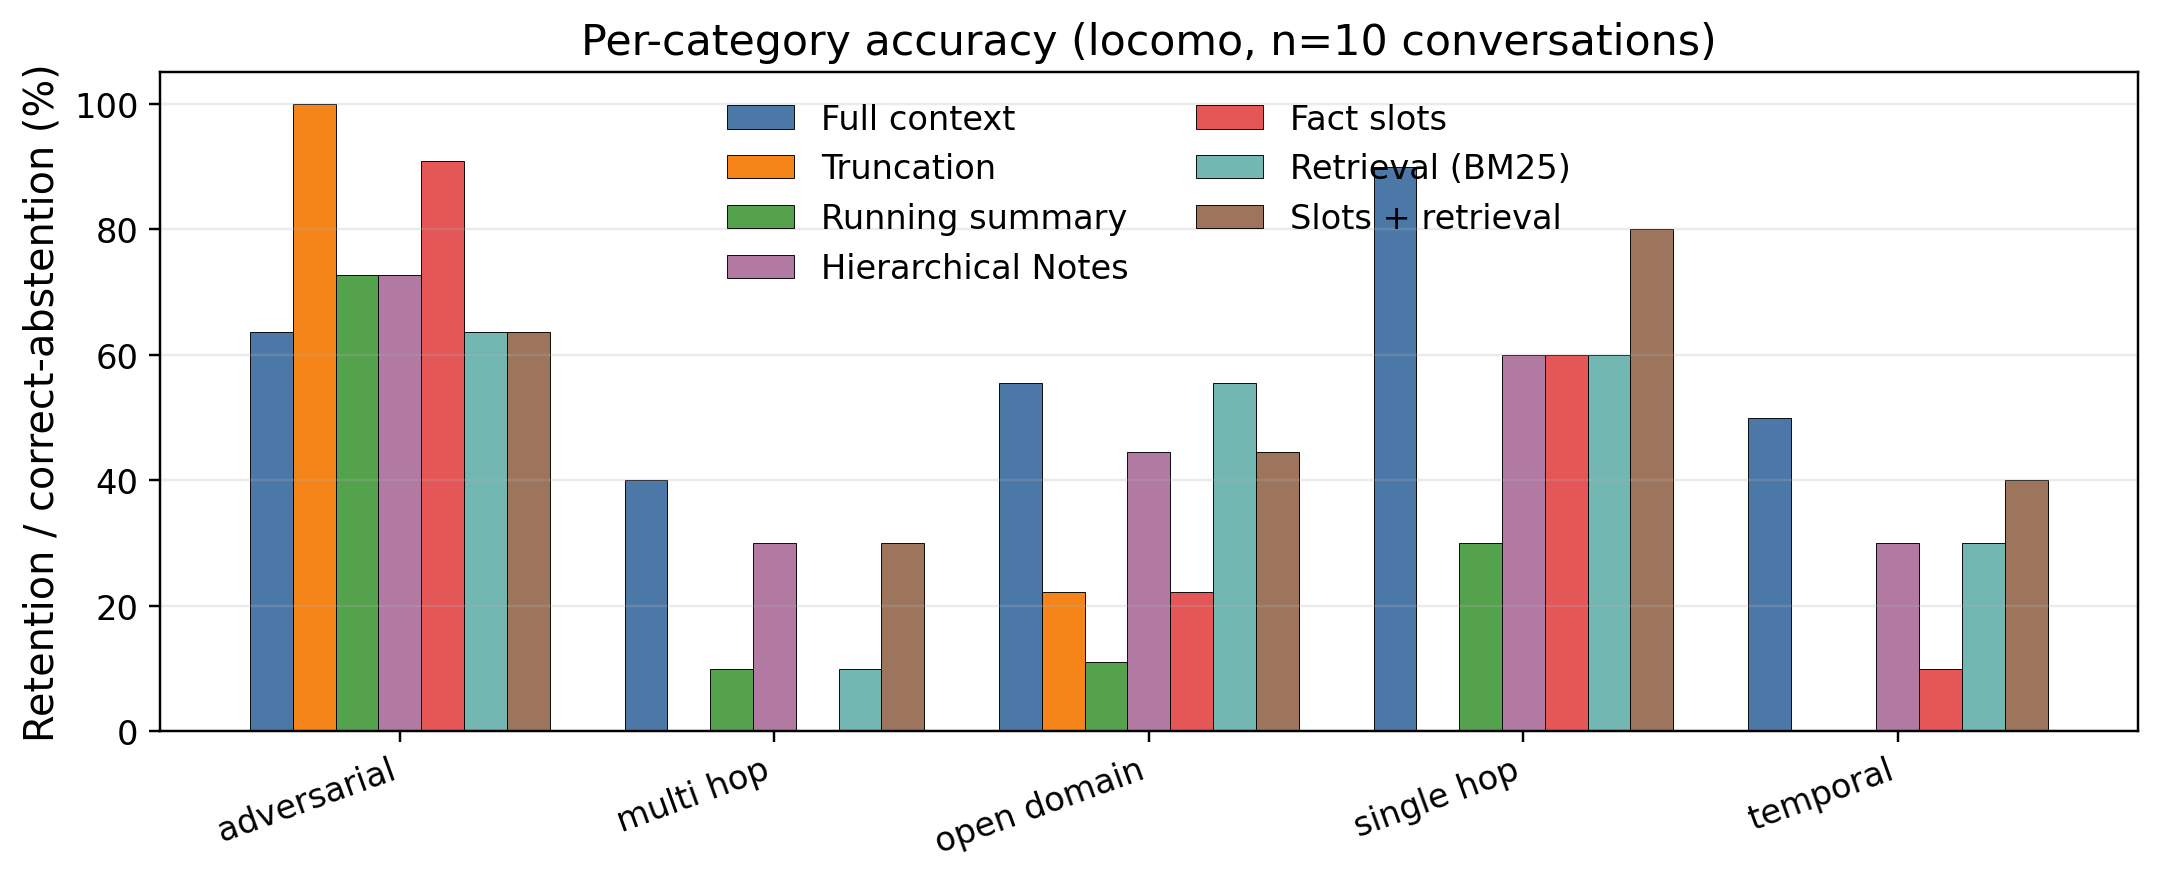 Per-category accuracy (locomo, n=10 conversations)
Retention / correct-abstention (%)
100
80
60
40
20
0
Full context
Truncation
Running summary
Hierarchical Notes
Fact slots
Retrieval (BM25)
Slots + retrieval
adversarial
multi hop
open domain
single hop
temporal